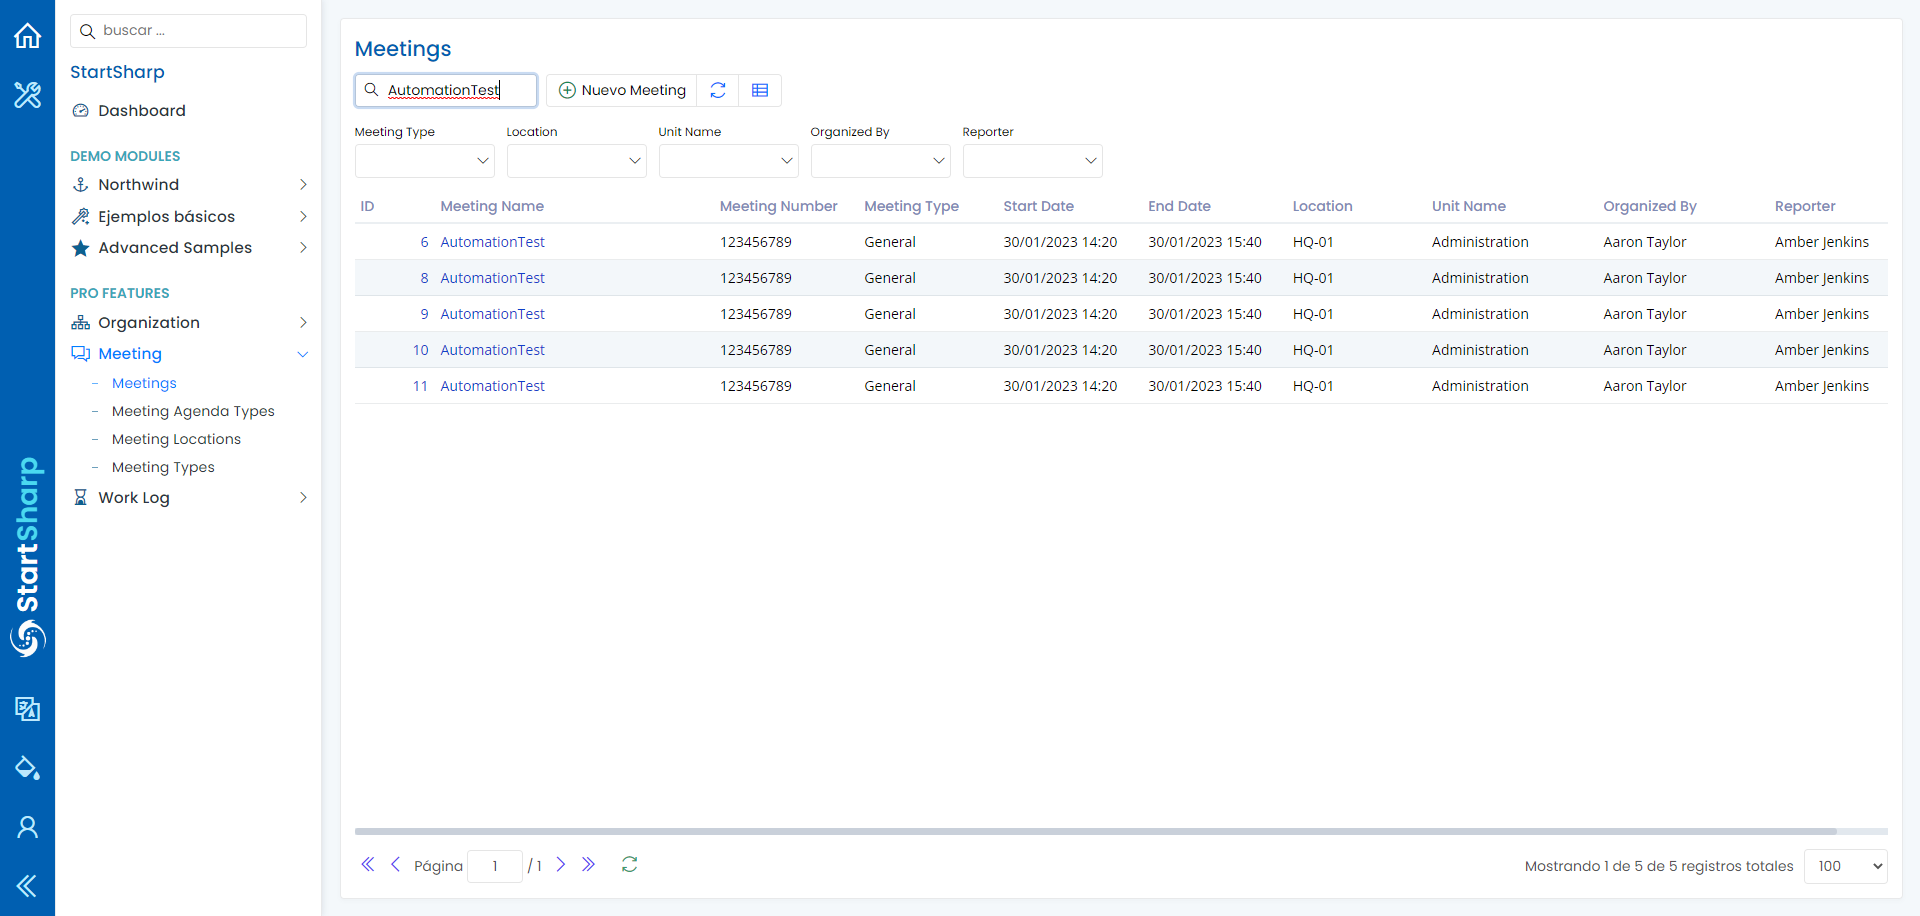 buscar ...
StartSharp
Dashboard
DEMO MODULES
Northwind
Ejemplos básicos
Advanced Samples
PRO FEATURES
Organization
Meeting
- Meetings
- Meeting Agenda Types
- Meeting Locations
- Meeting Types
Work Log
StartSharp
Meetings
AutomationTest
Nuevo Meeting
Meeting Type Location Unit Name Organized By Reporter
ID Meeting Name Meeting Number Meeting Type Start Date End Date Location Unit Name Organized By Reporter
6 AutomationTest 123456789 General 30/01/2023 14:20 30/01/2023 15:40 HQ-01 Administration Aaron Taylor Amber Jenkins
8 AutomationTest 123456789 General 30/01/2023 14:20 30/01/2023 15:40 HQ-01 Administration Aaron Taylor Amber Jenkins
9 AutomationTest 123456789 General 30/01/2023 14:20 30/01/2023 15:40 HQ-01 Administration Aaron Taylor Amber Jenkins
10 AutomationTest 123456789 General 30/01/2023 14:20 30/01/2023 15:40 HQ-01 Administration Aaron Taylor Amber Jenkins
11 AutomationTest 123456789 General 30/01/2023 14:20 30/01/2023 15:40 HQ-01 Administration Aaron Taylor Amber Jenkins
Página 1 / 1
Mostrando 1 de 5 de 5 registros totales 100